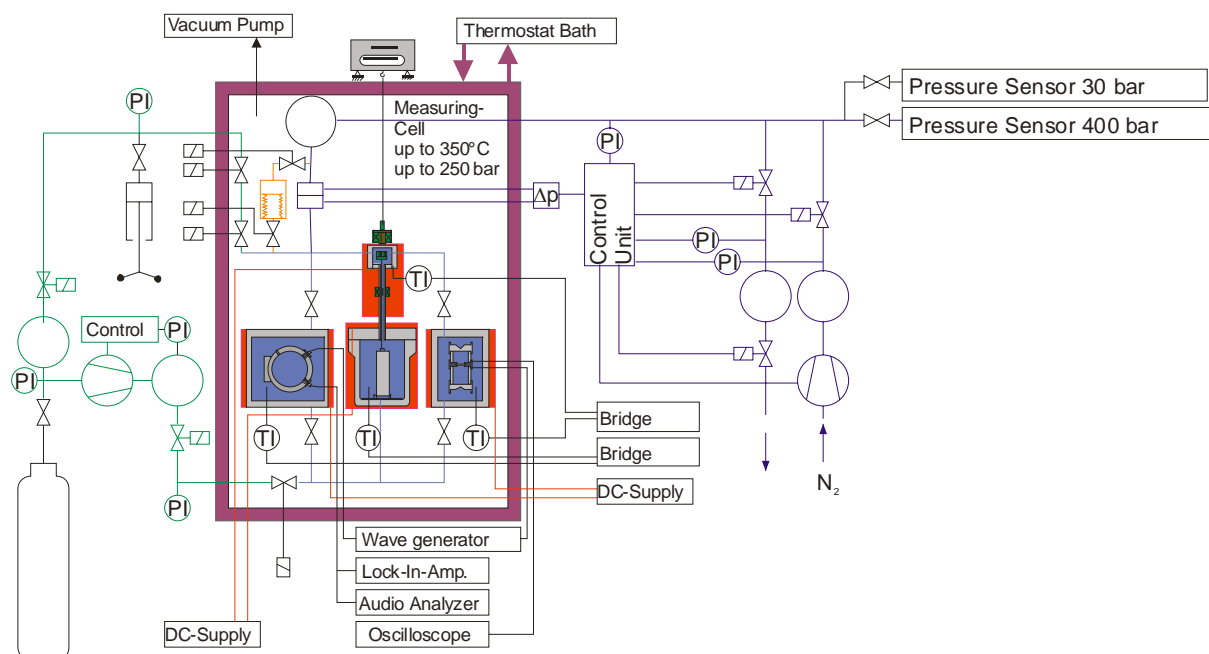 Vacuum Pump
Thermostat Bath
Pressure Sensor 30 bar
Pressure Sensor 400 bar
PI
Measuring-
Cell
up to 350°C
up to 250 bar
PI
Δp
Control
Unit
PI
PI
TI
Control
PI
PI
TI
TI
TI
Bridge
Bridge
PI
DC-Supply
N2
Wave generator
Lock-In-Amp.
Audio Analyzer
DC-Supply
Oscilloscope